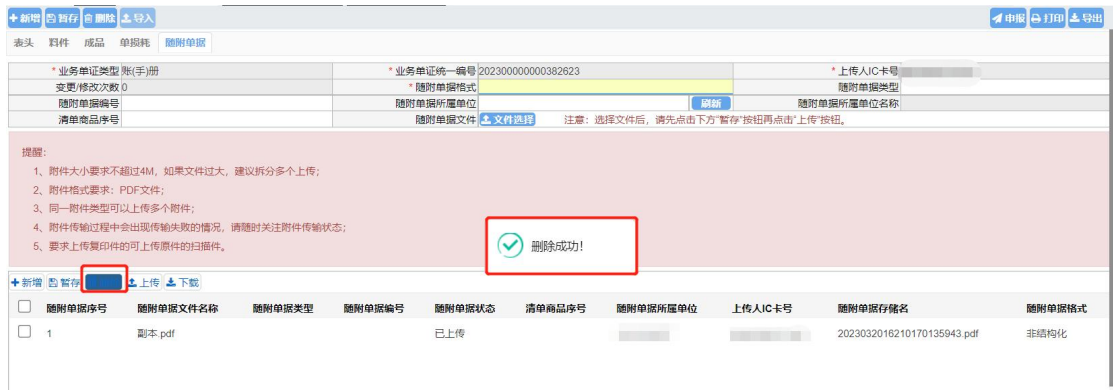 新增 暂存 删除 导入 申报 打印 导出
表头 料件 成品 单损耗 随附单据
* 业务单证类型 账(手)册 * 业务单证统一编号 202300000000382623 * 上传人IC卡号
变更/修改次数 0 * 随附单据格式 随附单据类型
随附单据编号 随附单据所属单位 刷新 随附单据所属单位名称
清单商品序号 随附单据文件 文件选择 注意：选择文件后，请先点击下方"暂存"按钮再点击"上传"按钮。
提醒：
1、附件大小要求不超过4M，如果文件过大，建议拆分多个上传；
2、附件格式要求：PDF文件；
3、同一附件类型可以上传多个附件；
4、附件传输过程中会出现传输失败的情况，请随时关注附件传输状态；
5、要求上传复印件的可上传原件的扫描件。
删除成功！
新增 暂存 上传 下载
随附单据序号 随附单据文件名称 随附单据类型 随附单据编号 随附单据状态 清单商品序号 随附单据所属单位 上传人IC卡号 随附单据存储名 随附单据格式
1 副本.pdf 已上传 2023032016210170135943.pdf 非结构化